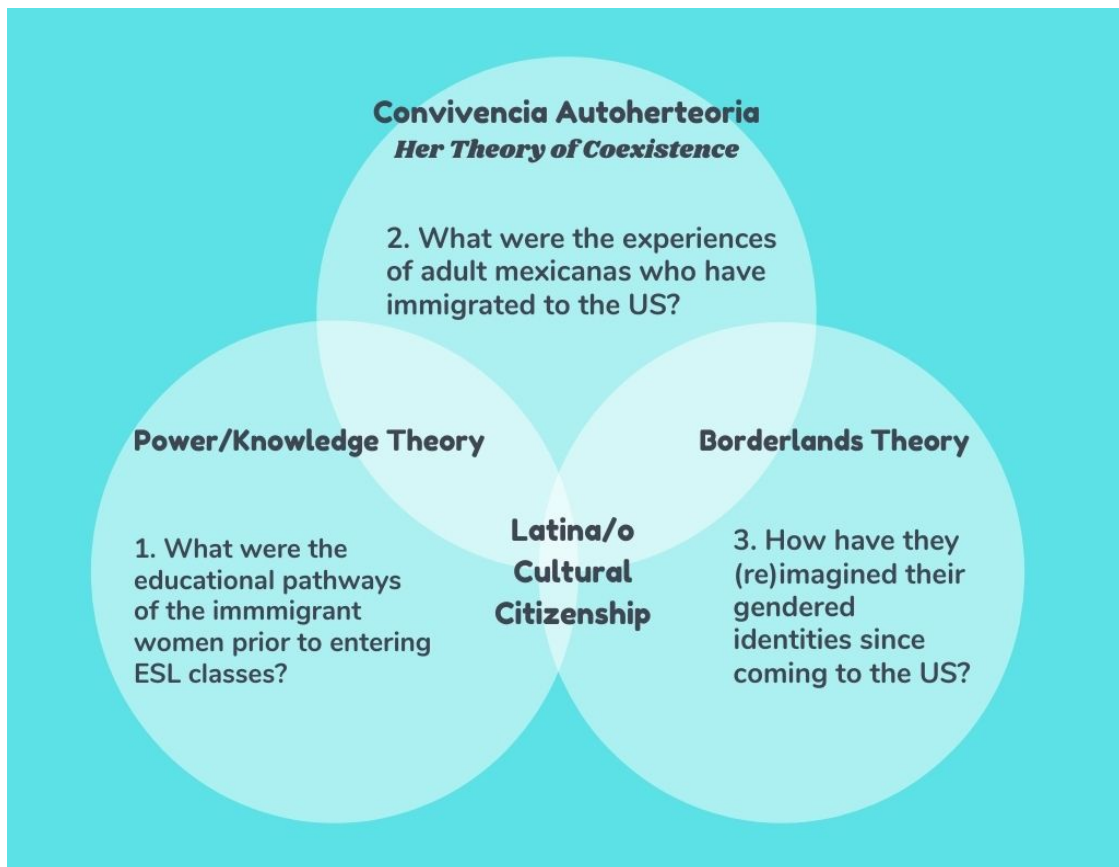 Convivencia Autoherteoria
Her Theory of Coexistence
2. What were the experiences
of adult mexicanas who have
immigrated to the US?
Power/Knowledge Theory
1. What were the
educational pathways
of the immmigrant
women prior to entering
ESL classes?
Latina/o
Cultural
Citizenship
Borderlands Theory
3. How have they
(re)imagined their
gendered
identities since
coming to the US?